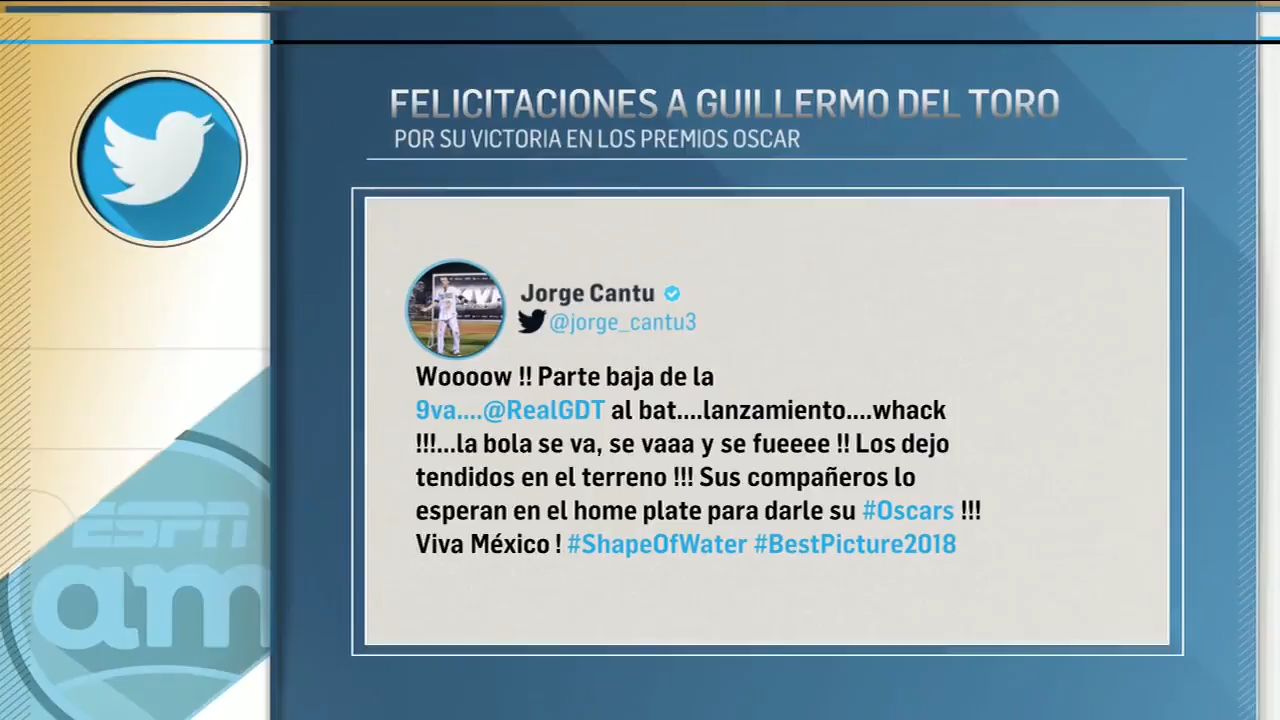 FELICITACIONES A GUILLERMO DEL TORO
POR SU VICTORIA EN LOS PREMIOS OSCAR
Jorge Cantu
@jorge_cantu3
Woooow !! Parte baja de la
9va....@RealGDT al bat....lanzamiento....whack
!!!...la bola se va, se vaaa y se fueeee !! Los dejo
tendidos en el terreno !!! Sus compañeros lo
esperan en el home plate para darle su #Oscars !!!
Viva México ! #ShapeOfWater #BestPicture2018
ESPN
am